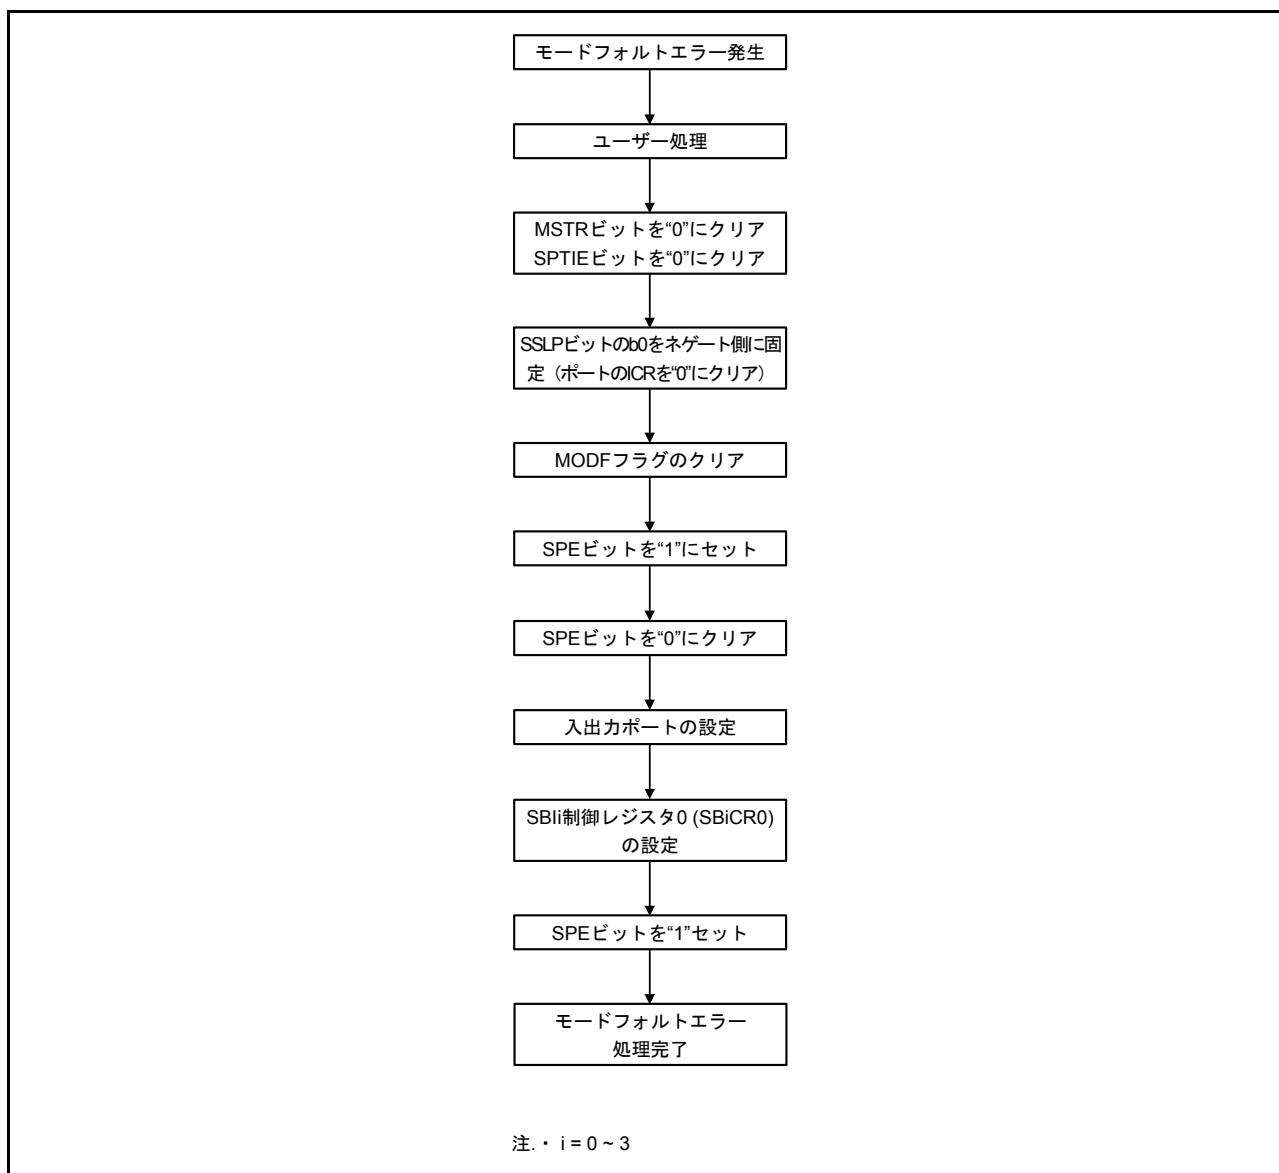 モードフォルトエラー発生
ユーザー処理
MSTRビットを“0”にクリア
SPTIEビットを“0”にクリア
SSLPビットのb0をネゲート側に固
定（ポートのICRを“0”にクリア）
MODFフラグのクリア
SPEビットを“1”にセット
SPEビットを“0”にクリア
入出力ポートの設定
SBIi制御レジスタ0 (SBiCR0)
の設定
SPEビットを“1”セット
モードフォルトエラー
処理完了
注.・ i = 0 ~ 3